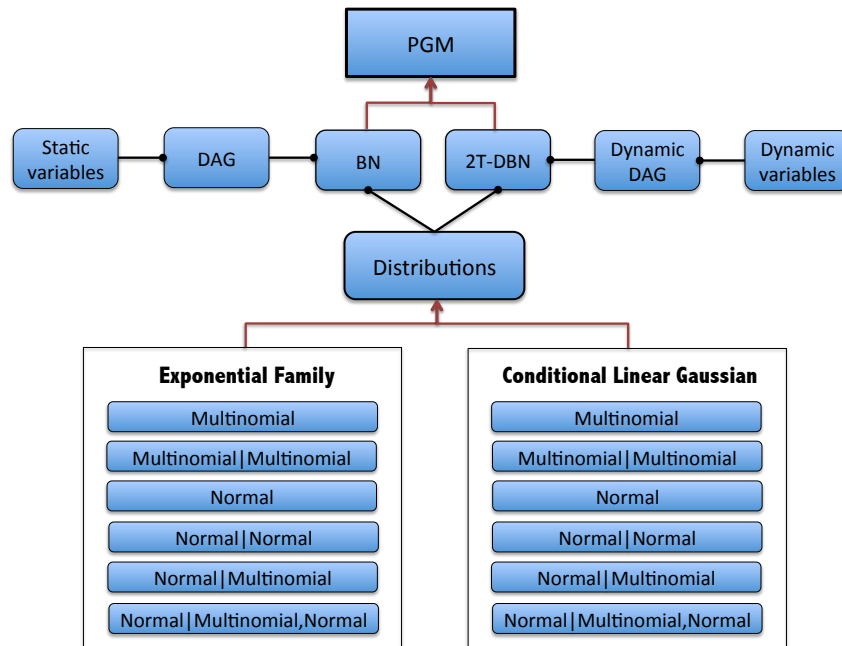 PGM
Static
variables
DAG
BN
2T-DBN
Dynamic
DAG
Dynamic
variables
Distributions
Exponential Family
Multinomial
Multinomial|Multinomial
Normal
Normal|Normal
Normal|Multinomial
Normal|Multinomial,Normal
Conditional Linear Gaussian
Multinomial
Multinomial|Multinomial
Normal
Normal|Normal
Normal|Multinomial
Normal|Multinomial,Normal